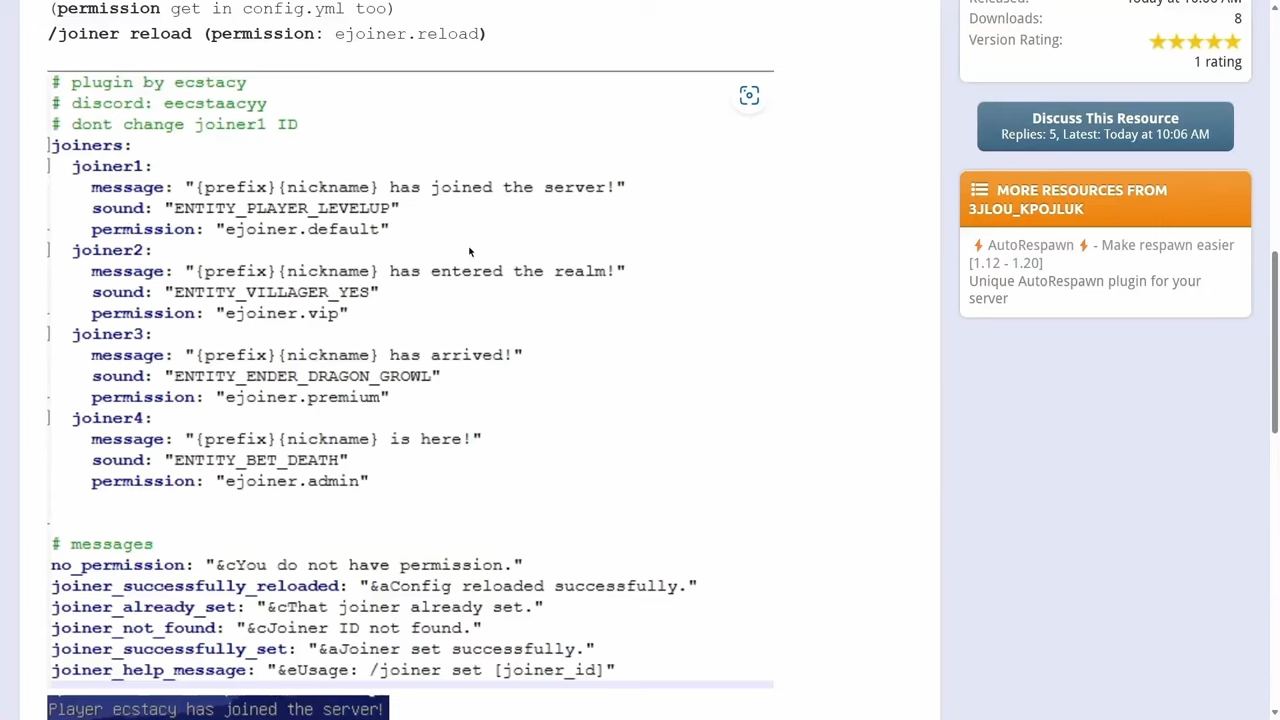 (permission get in config.yml too)
/joiner reload (permission: ejoiner.reload)
# plugin by ecstacy
# discord: eecstaacyy
# dont change joiner1 ID
joiners:
joiner1:
message: "{prefix}{nickname} has joined the server!"
sound: "ENTITY_PLAYER_LEVELUP"
permission: "ejoiner.default"
joiner2:
message: "{prefix}{nickname} has entered the realm!"
sound: "ENTITY_VILLAGER_YES"
permission: "ejoiner.vip"
joiner3:
message: "{prefix}{nickname} has arrived!"
sound: "ENTITY_ENDER_DRAGON_GROWL"
permission: "ejoiner.premium"
joiner4:
message: "{prefix}{nickname} is here!"
sound: "ENTITY_BET_DEATH"
permission: "ejoiner.admin"
# messages
no_permission: "&cYou do not have permission."
joiner_successfully_reloaded: "&aConfig reloaded successfully."
joiner_already_set: "&cThat joiner already set."
joiner_not_found: "&cJoiner ID not found."
joiner_successfully_set: "&aJoiner set successfully."
joiner_help_message: "&eUsage: /joiner set [joiner_id]"
Player ecstacy has joined the server!
Today at 10:06 AM
Downloads: 8
Version Rating:
1 rating
Discuss This Resource
Replies: 5, Latest: Today at 10:06 AM
MORE RESOURCES FROM
3JLOU_KPOJLUK
AutoRespawn - Make respawn easier
[1.12 - 1.20]
Unique AutoRespawn plugin for your
server